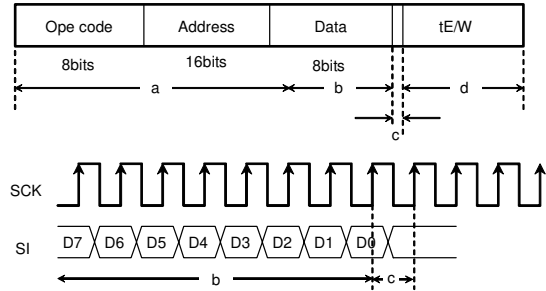 Ope code Address Data tE/W
8bits 16bits 8bits
a b d
c
SCK
SI D7 D6 D5 D4 D3 D2 D1 D0
b c